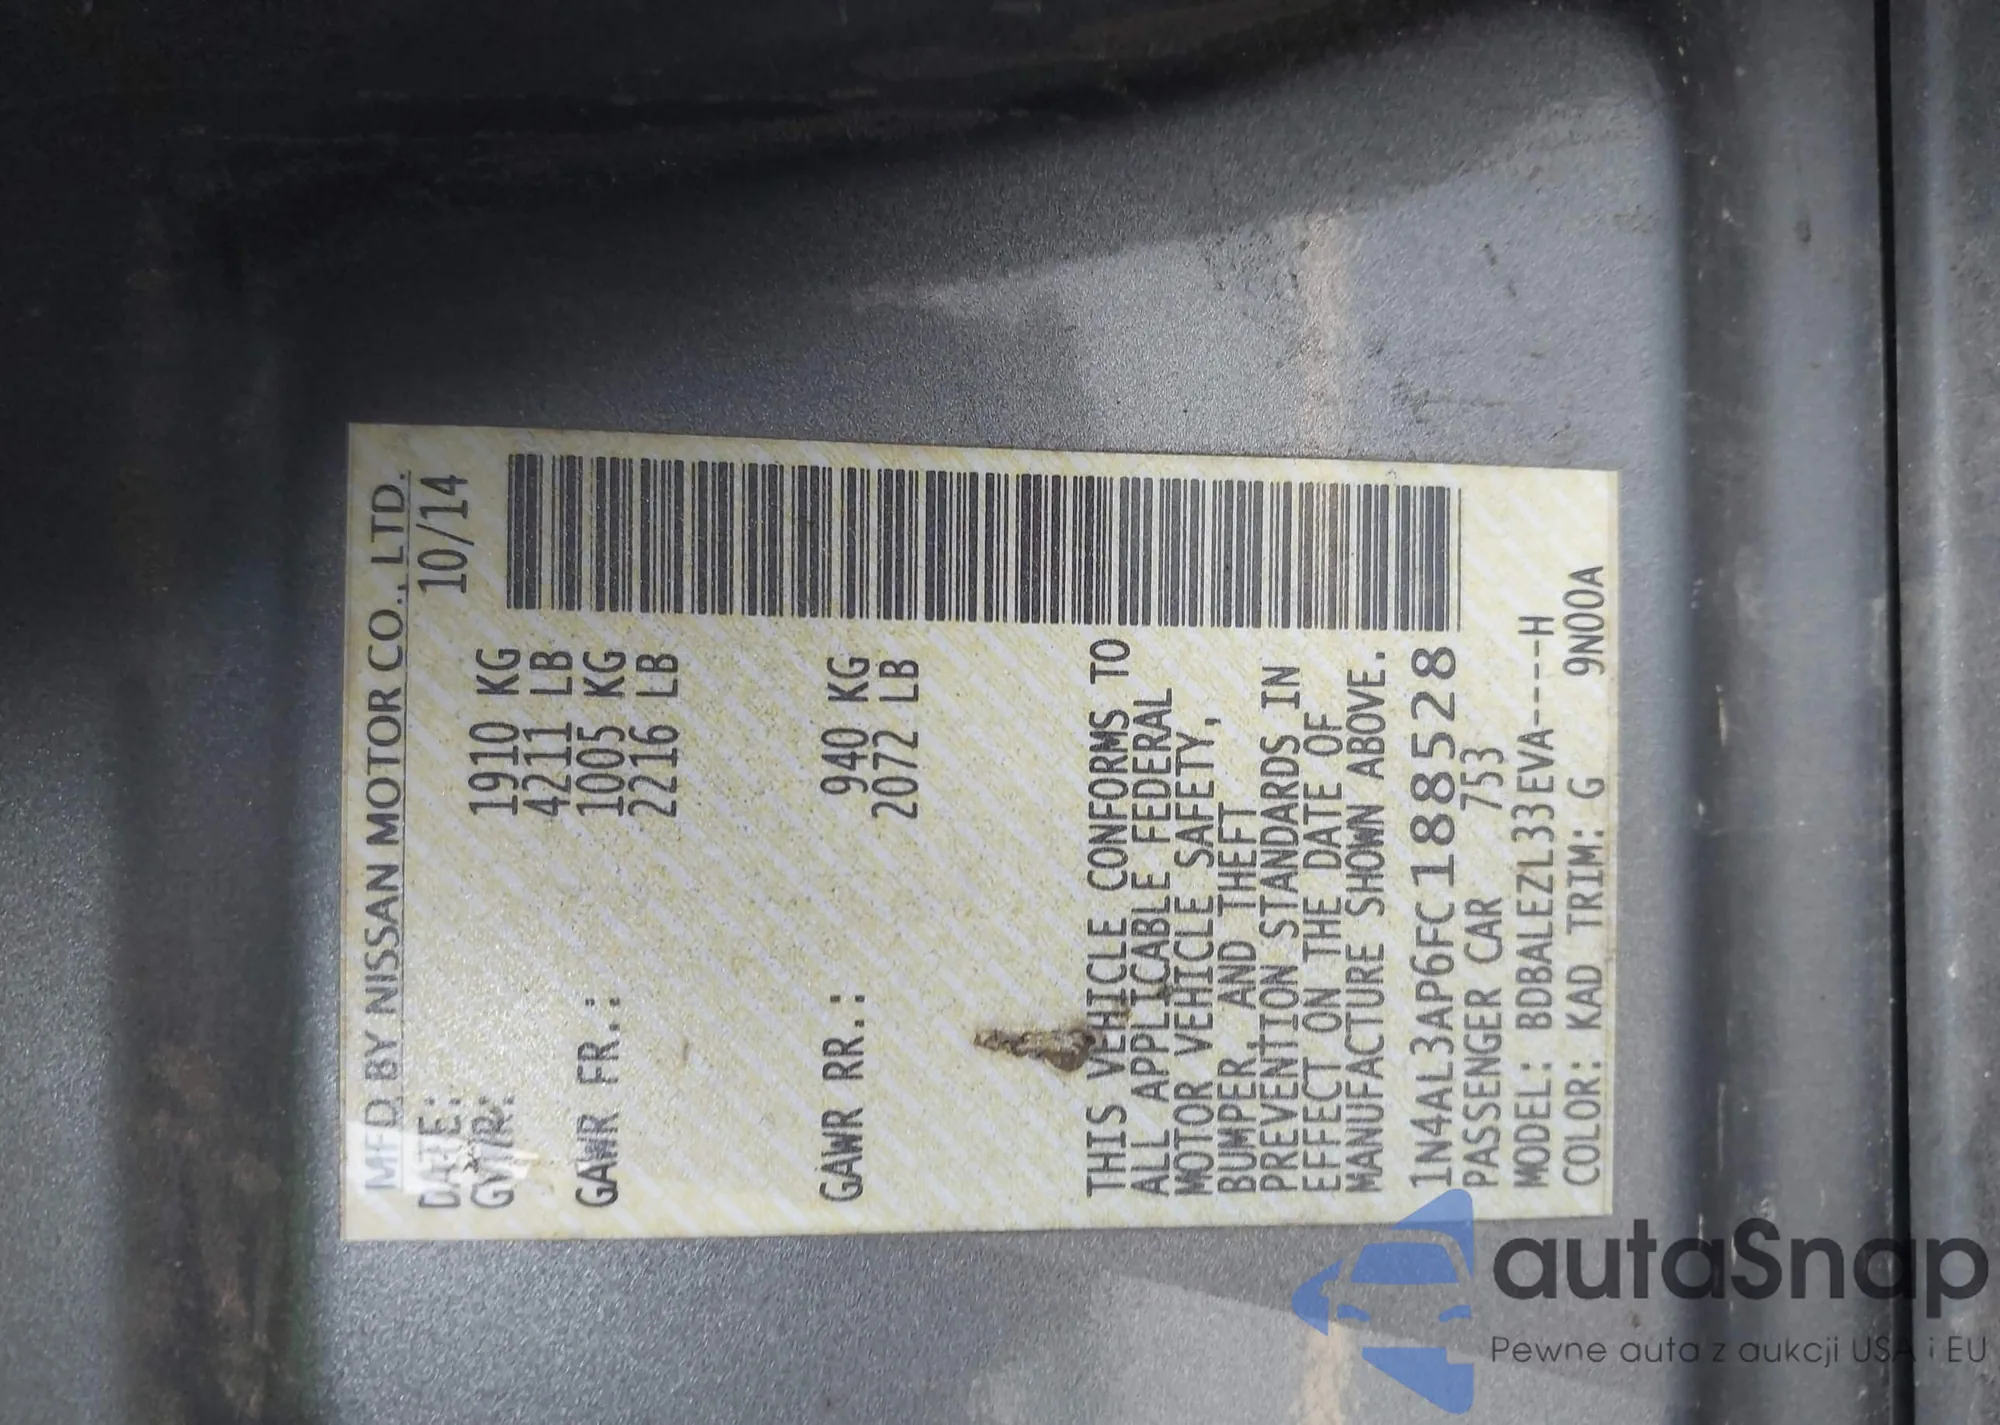 MFD. BY NISSAN MOTOR CO., LTD.
DATE: 10/14
GVWR: 1910 KG
4211 LB
GAWR FR.: 1005 KG
2216 LB
GAWR RR.: 940 KG
2072 LB
THIS VEHICLE CONFORMS TO
ALL APPLICABLE FEDERAL
MOTOR VEHICLE SAFETY,
BUMPER, AND THEFT
PREVENTION STANDARDS IN
EFFECT ON THE DATE OF
MANUFACTURE SHOWN ABOVE.
1N4AL3AP6FC188528
PASSENGER CAR 753
MODEL: BDBALEZL33EVA-----H
COLOR: KAD TRIM: G 9N00A
autaSnap
Pewne auta z aukcji USA i EU